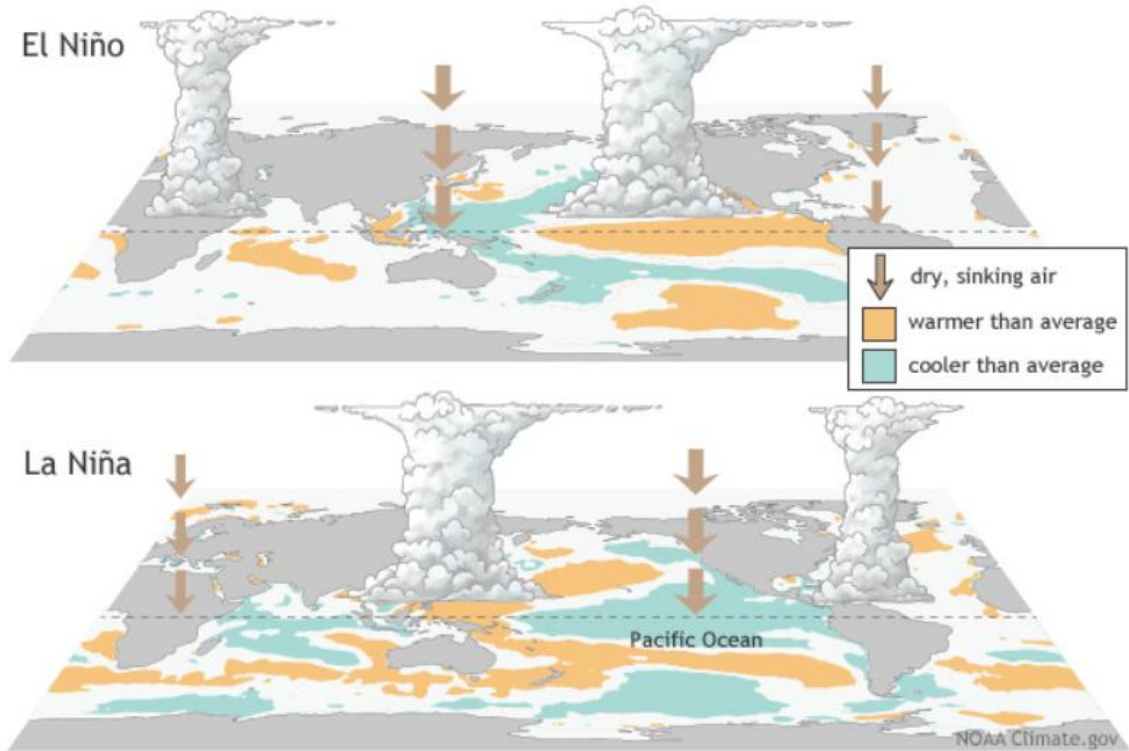 El Niño
dry, sinking air
warmer than average
cooler than average
La Niña
Pacific Ocean
NOAA Climate.gov